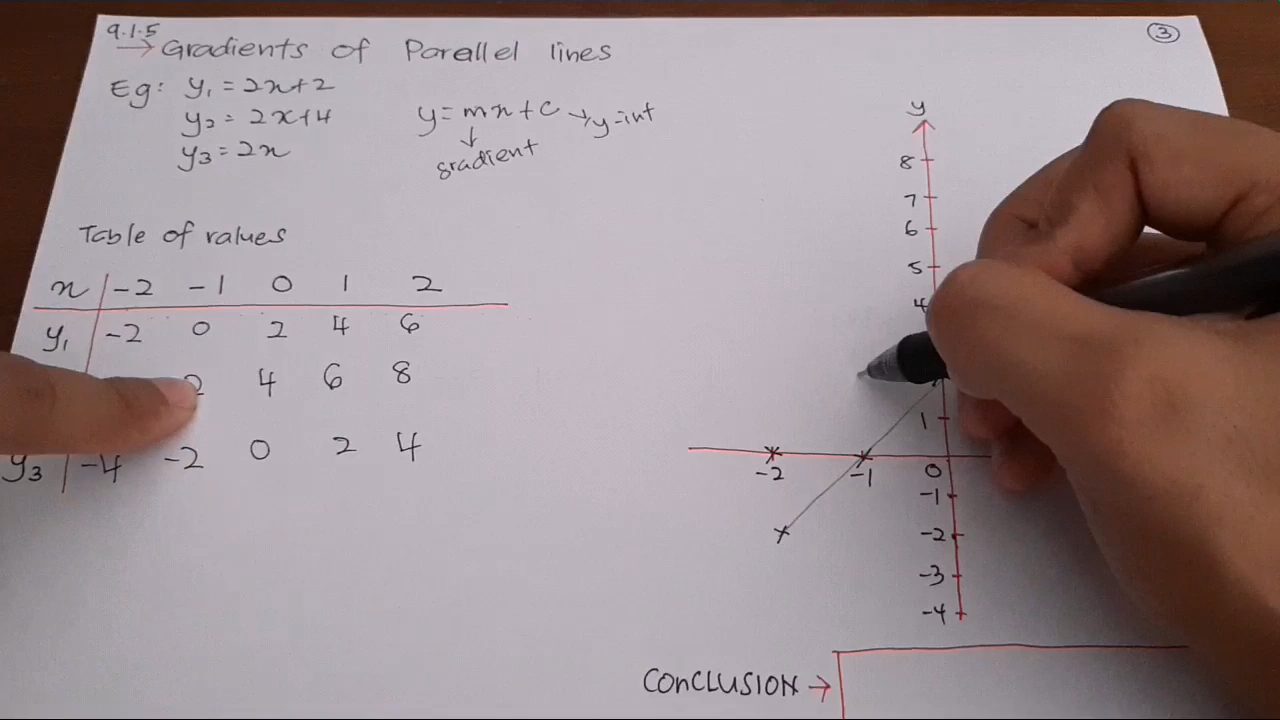 9.1.5
→ Gradients of Parallel lines
③
Eg: y₁ = 2x+2
y₂ = 2x+4
y₃ = 2x
y = mx + c → y-int
↓
gradient
Table of values
x -2 -1 0 1 2
y₁ -2 0 2 4 6
2 4 6 8
y₃ -4 -2 0 2 4
y
8
7
6
5
4
1
-2 -1 0
-1
-2
-3
-4
CONCLUSION →